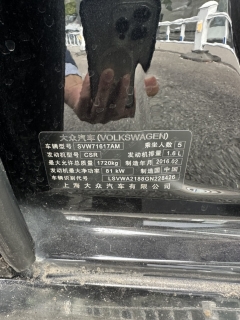 大众汽车(VOLKSWAGEN)
车辆型号 SVW71617AM 乘坐人数 5
发动机型号 CSR 发动机排量 1.6 L
最大允许总质量 1720kg 制造年月 2016.02
发动机最大净功率 81 kW 制造国 中国
车辆识别代号 LSVWA2188GN228426
上海大众汽车有限公司